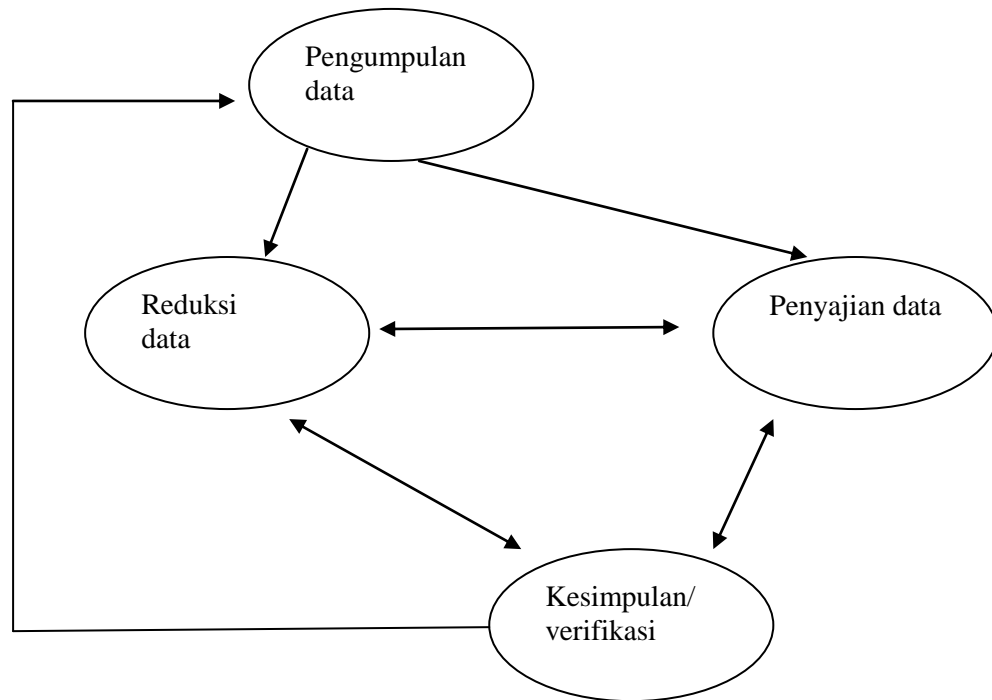 Pengumpulan
data
Reduksi
data
Penyajian data
Kesimpulan/
verifikasi